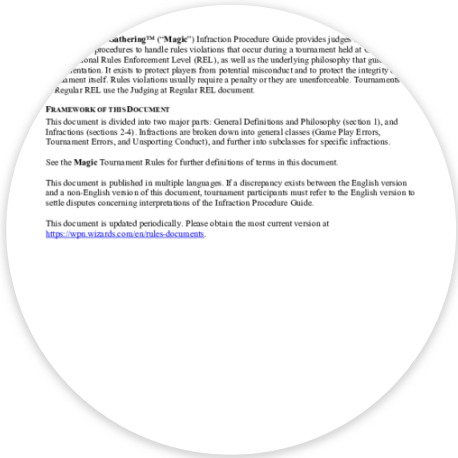 Gathering™ ("Magic") Infraction Procedure Guide provides judges
procedures to handle rules violations that occur during a tournament held at
Rules Enforcement Level (REL), as well as the underlying philosophy that
It exists to protect players from potential misconduct and to protect the integrity
itself. Rules violations usually require a penalty or they are unenforceable. Tournaments
Regular REL use the Judging at Regular REL document.
FRAMEWORK OF THIS DOCUMENT
This document is divided into two major parts: General Definitions and Philosophy (section 1), and
Infractions (sections 2-4). Infractions are broken down into general classes (Game Play Errors,
Tournament Errors, and Unsporting Conduct), and further into subclasses for specific infractions.
See the Magic Tournament Rules for further definitions of terms in this document.
This document is published in multiple languages. If a discrepancy exists between the English version
and a non-English version of this document, tournament participants must refer to the English version to
settle disputes concerning interpretations of the Infraction Procedure Guide.
This document is updated periodically. Please obtain the most current version at
https://wpn.wizards.com/en/rules-documents.